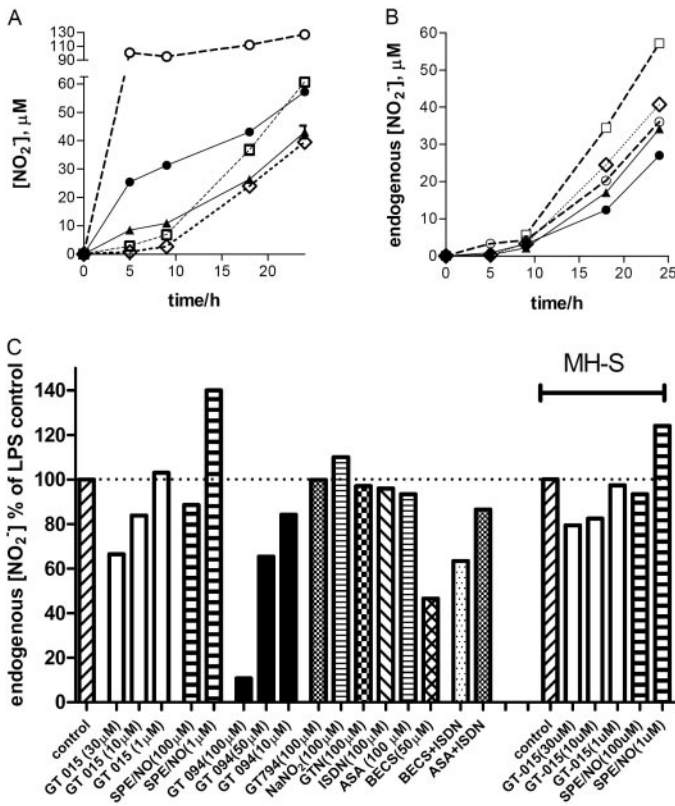 A
130
110
90
60
50
40
30
20
10
0
[NO₂⁻], µM
0 5 10 15 20
time/h
B
60
50
40
30
20
10
0
endogenous [NO₂⁻], µM
0 5 10 15 20 25
time/h
C
MH-S
140
120
100
80
60
40
20
0
endogenous [NO₂⁻] % of LPS control
control
GT 015 (30µM)
GT 015 (10µM)
GT 015 (1µM)
SPE/NO(100µM)
SPE/NO(1µM)
GT 094(100µM)
GT 094(50µM)
GT 094(10µM)
GT794(100µM)
NaNO₂(100µM)
GTN(100µM)
ISDN(100µM)
ASA (100 µM)
BECS(50µM)
BECS+ISDN
ASA+ISDN
control
GT-015(30uM)
GT-015(10uM)
GT-015(1uM)
SPE/NO(100uM)
SPE/NO(1uM)